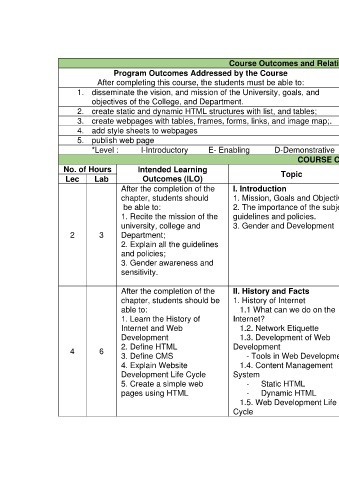 Course Outcomes and Relati
Program Outcomes Addressed by the Course
After completing this course, the students must be able to:
1. disseminate the vision, and mission of the University, goals, and
objectives of the College, and Department.
2. create static and dynamic HTML structures with list, and tables;
3. create webpages with tables, frames, forms, links, and image map;.
4. add style sheets to webpages
5. publish web page
*Level : I-Introductory E- Enabling D-Demonstrative
COURSE C
No. of Hours
Lec Lab
Intended Learning
Outcomes (ILO)
Topic
2
3
After the completion of the
chapter, students should
be able to:
1. Recite the mission of the
university, college and
Department;
2. Explain all the guidelines
and policies;
3. Gender awareness and
sensitivity.
I. Introduction
1. Mission, Goals and Objectiv
2. The importance of the subje
guidelines and policies.
3. Gender and Development
4
6
After the completion of the
chapter, students should be
able to:
1. Learn the History of
Internet and Web
Development
2. Define HTML
3. Define CMS
4. Explain Website
Development Life Cycle
5. Create a simple web
pages using HTML
II. History and Facts
1. History of Internet
1.1 What can we do on the
Internet?
1.2. Network Etiquette
1.3. Development of Web
Development
- Tools in Web Developme
1.4. Content Management
System
- Static HTML
- Dynamic HTML
1.5. Web Development Life
Cycle